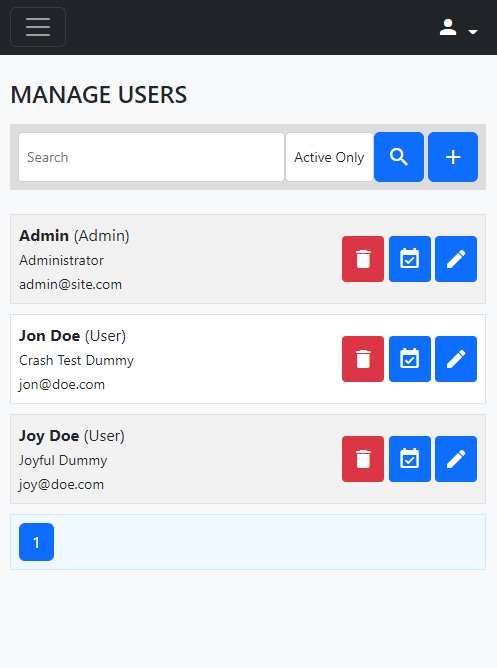 MANAGE USERS
Search
Active Only
Admin (Admin)
Administrator
admin@site.com
Jon Doe (User)
Crash Test Dummy
jon@doe.com
Joy Doe (User)
Joyful Dummy
joy@doe.com
1